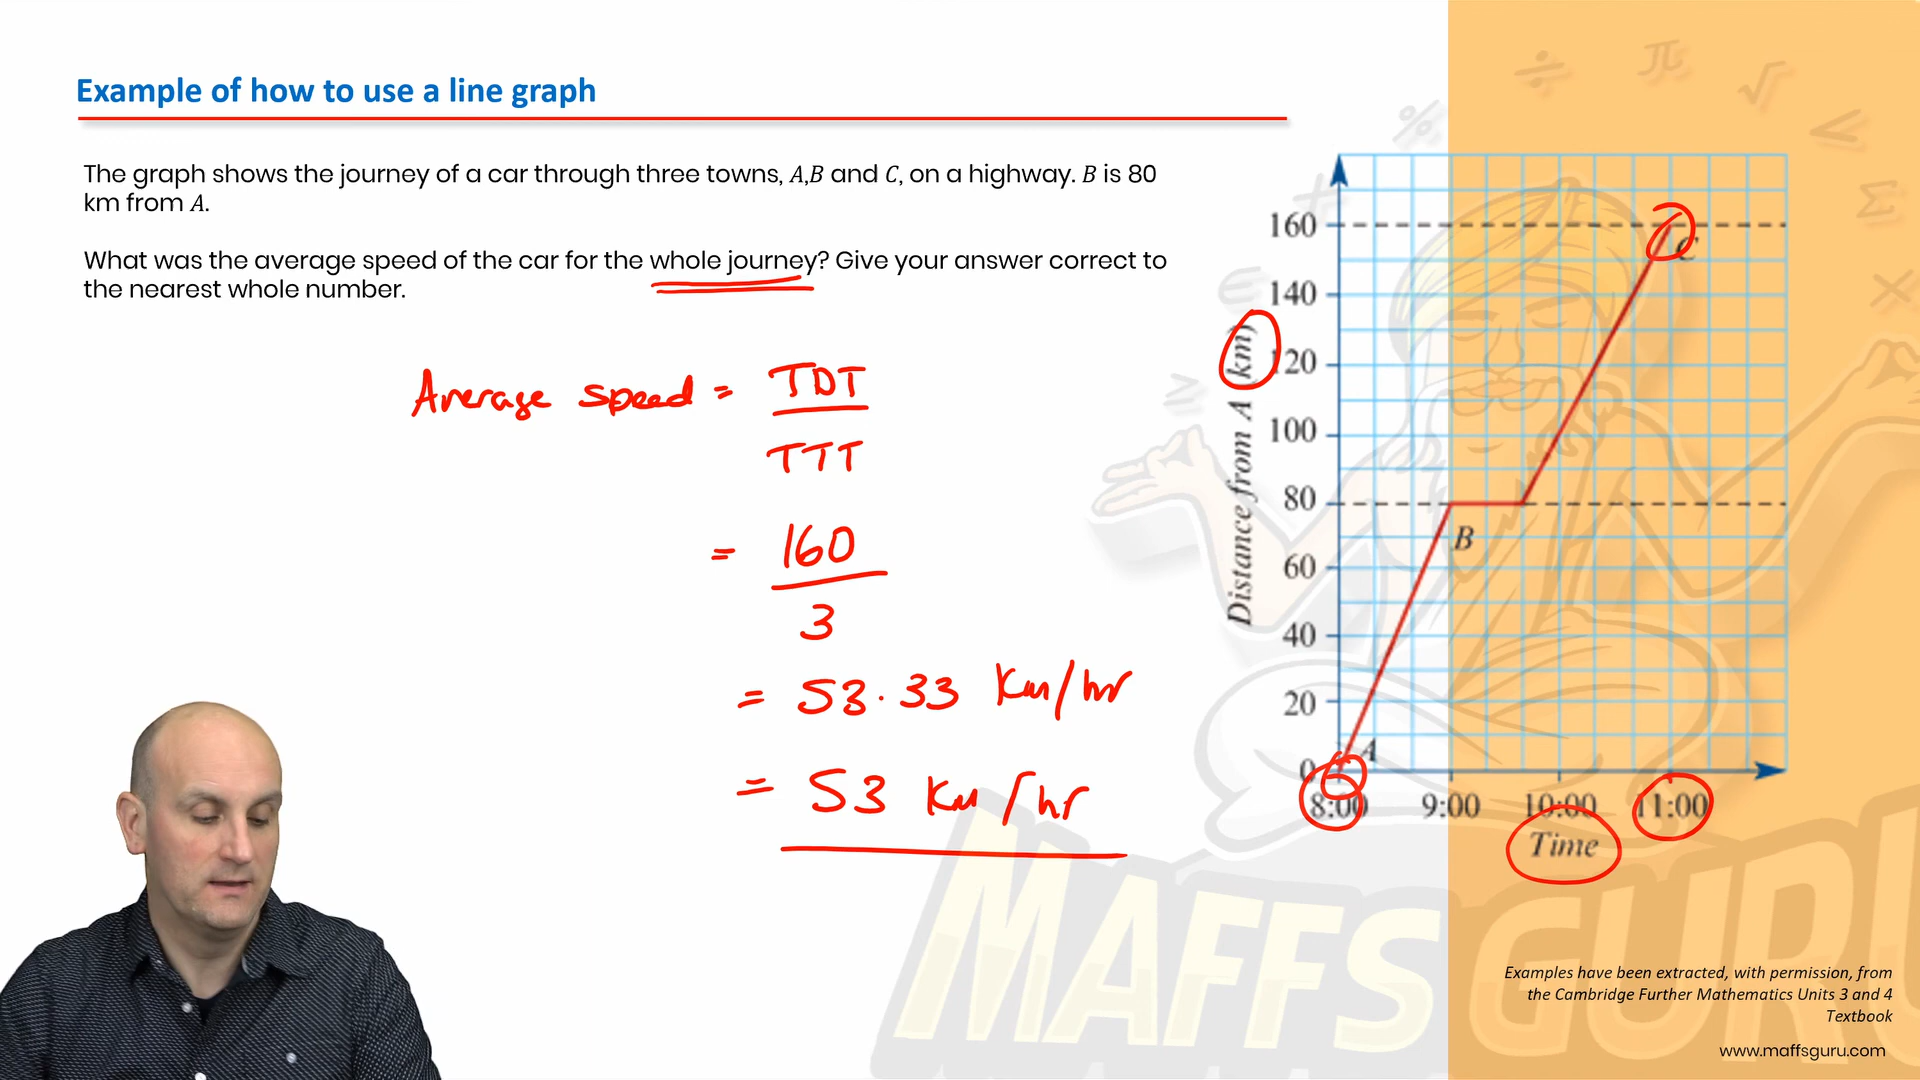 Example of how to use a line graph
The graph shows the journey of a car through three towns, A,B and C, on a highway. B is 80
km from A.
What was the average speed of the car for the whole journey? Give your answer correct to
the nearest whole number.
Average speed = TDT
TTT
= 160
3
= 53.33 Km/hr
= 53 Km/hr
Distance from A (km)
160
140
120
100
80
60
40
20
0
A
B
C
8:00 9:00 10:00 11:00
Time
% ÷ π √ ≤ Σ × + ∈ ≥
MAFFS GURU
Examples have been extracted, with permission, from
the Cambridge Further Mathematics Units 3 and 4
Textbook
www.maffsguru.com